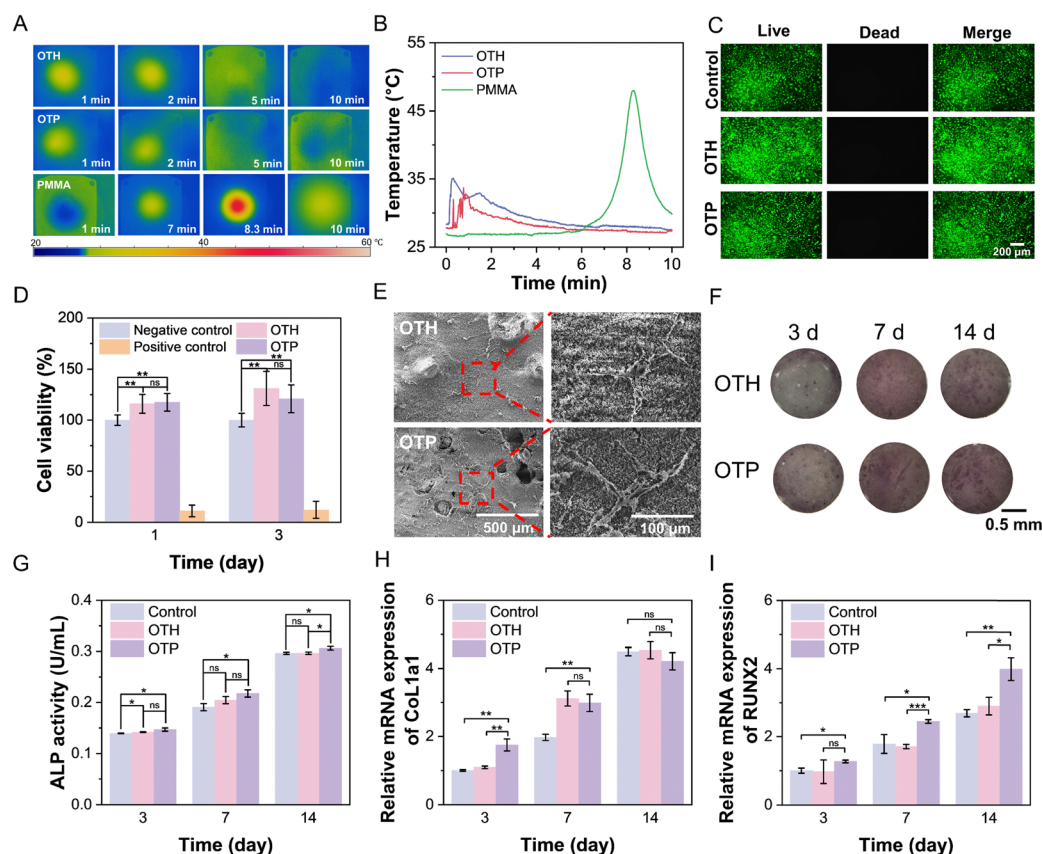 A
OTH
1 min
2 min
5 min
10 min
OTP
1 min
2 min
5 min
10 min
PMMA
1 min
7 min
8.3 min
10 min
20
40
60 °C
B
55
45
35
25
Temperature (°C)
OTH
OTP
PMMA
0
2
4
6
8
10
Time (min)
C
Live
Dead
Merge
Control
OTH
OTP
200 μm
D
Cell viability (%)
200
150
100
50
0
Negative control
Positive control
OTH
OTP
**
**
ns
**
**
ns
1
3
Time (day)
E
OTH
OTP
500 μm
100 μm
F
3 d
7 d
14 d
OTH
OTP
0.5 mm
G
ALP activity (U/mL)
0.4
0.3
0.2
0.1
0.0
Control
OTH
OTP
*
*
ns
*
ns
ns
*
ns
*
3
7
14
Time (day)
H
Relative mRNA expression
of CoL1a1
6
4
2
0
Control
OTH
OTP
**
**
**
ns
ns
ns
3
7
14
Time (day)
I
Relative mRNA expression
of RUNX2
6
4
2
0
Control
OTH
OTP
*
ns
*
***
**
*
3
7
14
Time (day)